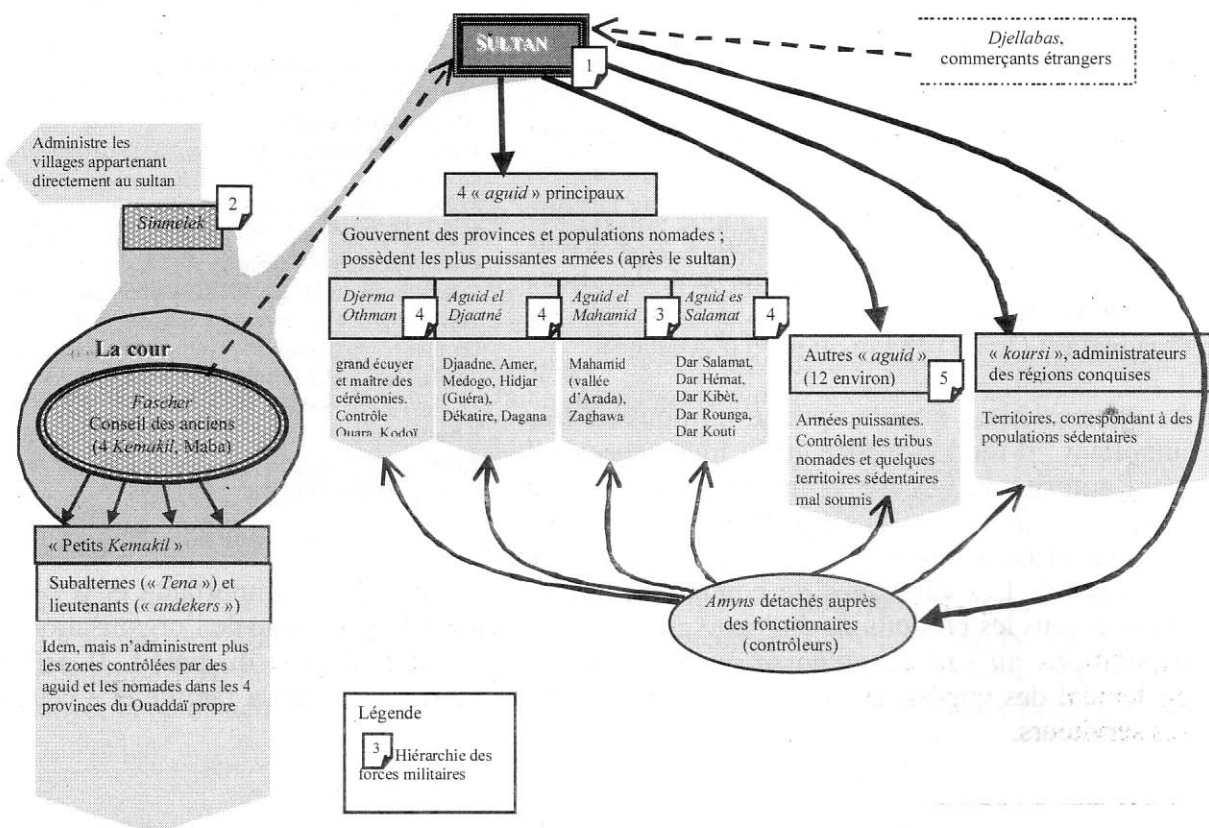 SULTAN
1
Djellabas,
commerçants étrangers
Administre les
villages appartenant
directement au sultan
2
Sinmelek
4 « aguid » principaux
Gouvernent des provinces et populations nomades ;
possèdent les plus puissantes armées (après le sultan)
Djerma
Othman
4
Aguid el
Djaatné
4
Aguid el
Mahamid
3
Aguid es
Salamat
4
grand écuyer
et maître des
cérémonies.
Contrôle
Ouara, Kodoï
Djaadne, Amer,
Medogo, Hidjar
(Guéra),
Dékatire, Dagana
Mahamid
(vallée
d'Arada),
Zaghawa
Dar Salamat,
Dar Hémat,
Dar Kibèt,
Dar Rounga,
Dar Kouti
Autres « aguid »
(12 environ)
5
Armées puissantes.
Contrôlent les tribus
nomades et quelques
territoires sédentaires
mal soumis
« koursi », administrateurs
des régions conquises
Territoires, correspondant à des
populations sédentaires
La cour
Fascher
Conseil des anciens
(4 Kemakil, Maba)
« Petits Kemakil »
Subalternes (« Tena ») et
lieutenants (« andekers »)
Idem, mais n'administrent plus
les zones contrôlées par des
aguid et les nomades dans les 4
provinces du Ouaddaï propre
Amyns détachés auprès
des fonctionnaires
(contrôleurs)
Légende
3 Hiérarchie des
forces militaires